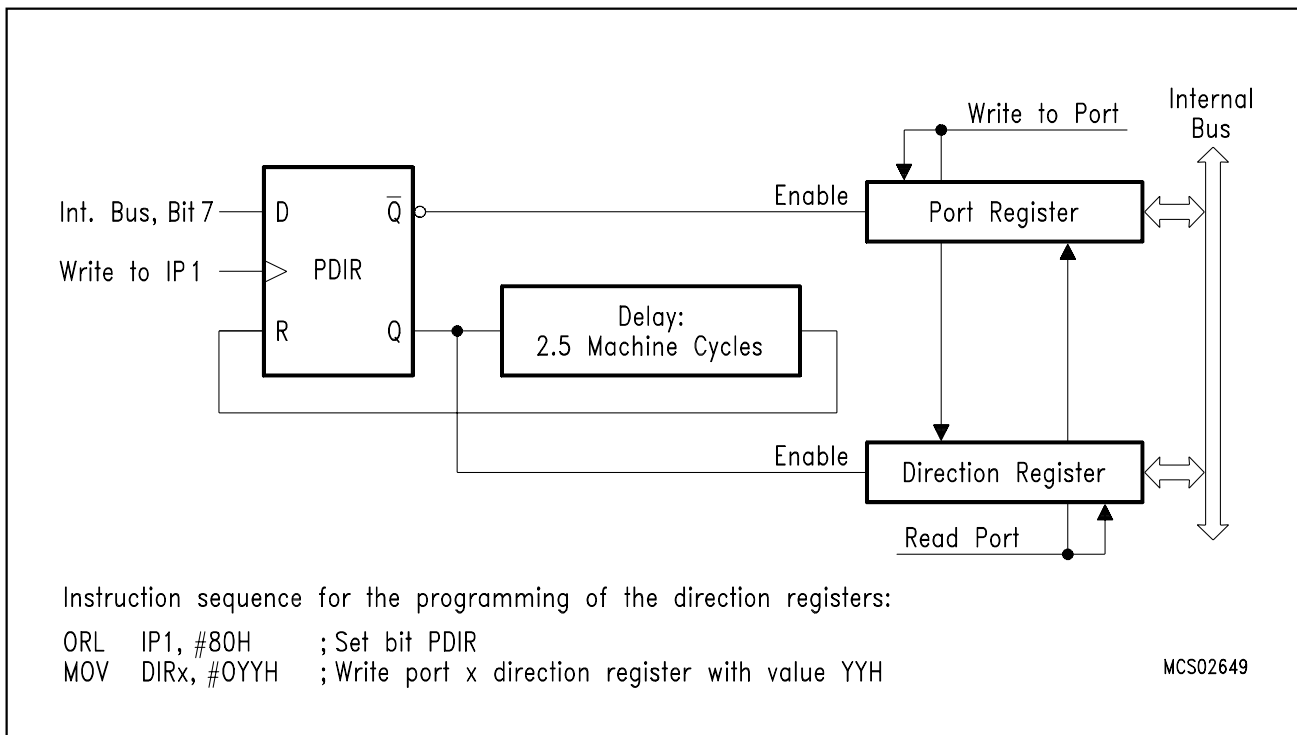 Write to Port
Internal
Bus
Int. Bus, Bit 7
D
Q
Enable
Port Register
Write to IP1
PDIR
R
Q
Delay:
2.5 Machine Cycles
Enable
Direction Register
Read Port
Instruction sequence for the programming of the direction registers:
ORL IP1, #80H ; Set bit PDIR
MOV DIRx, #0YYH ; Write port x direction register with value YYH
MCS02649